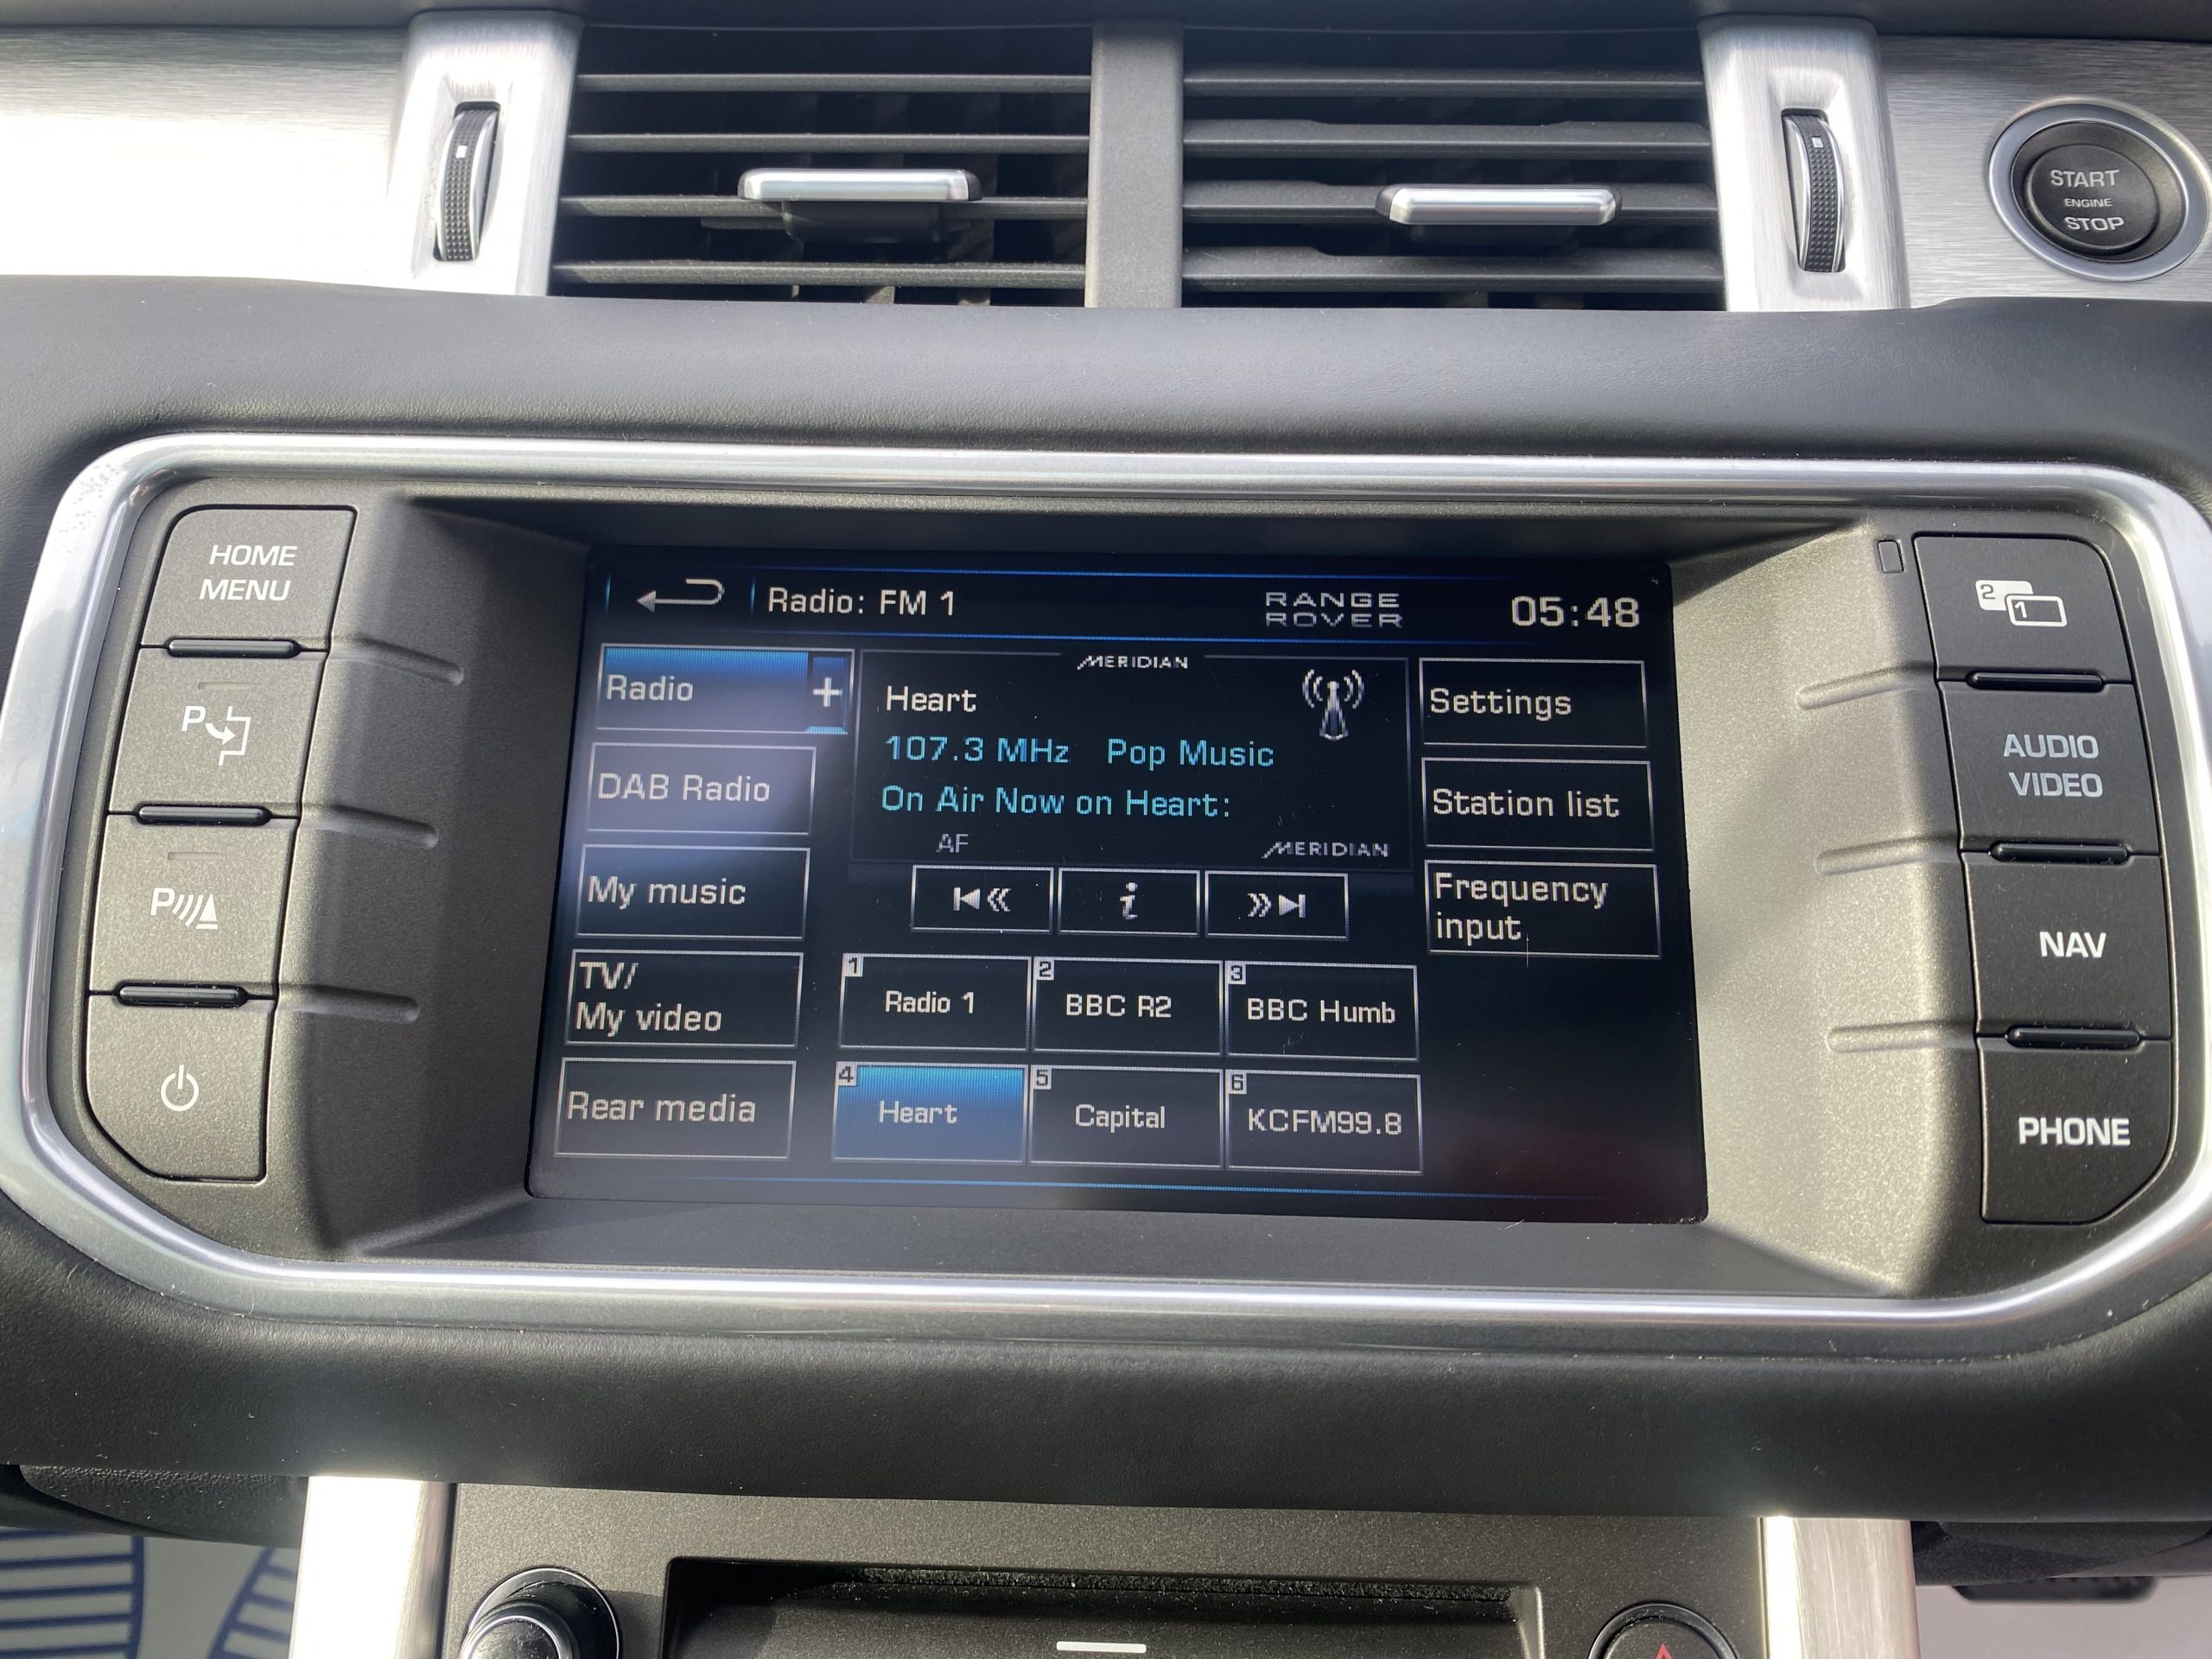 START
ENGINE
STOP
HOME
MENU
P
P
Radio: FM 1
RANGE
ROVER
05:48
Radio
+
DAB Radio
My music
TV/
My video
Rear media
MERIDIAN
Heart
107.3 MHz Pop Music
On Air Now on Heart:
AF
MERIDIAN
i
1
Radio 1
2
BBC R2
3
BBC Humb
4
Heart
5
Capital
6
KCFM99.8
Settings
Station list
Frequency
input
2
1
AUDIO
VIDEO
NAV
PHONE